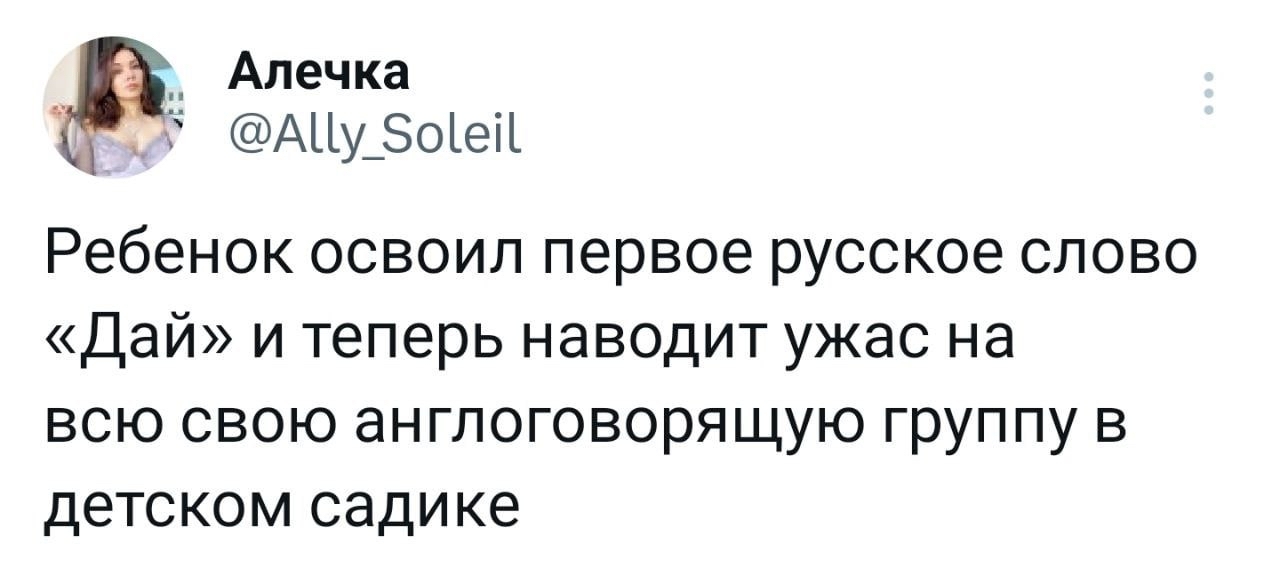 Алечка
@Ally_Soleil
Ребенок освоил первое русское слово
«Дай» и теперь наводит ужас на
всю свою англоговорящую группу в
детском садике